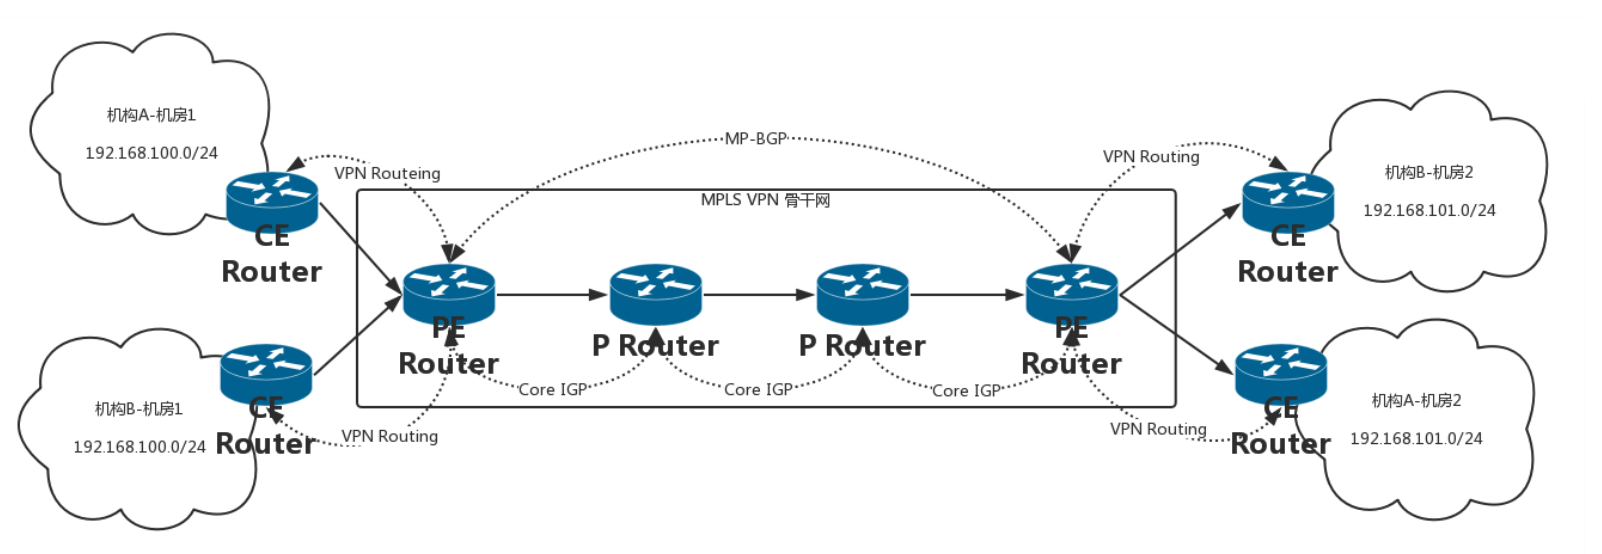 机构A-机房1
192.168.100.0/24
MP-BGP
VPN Routeing
VPN Routing
MPLS VPN 骨干网
机构B-机房2
192.168.101.0/24
CE
Router
CE
Router
PE
Router
P Router
P Router
PE
Router
Core IGP
Core IGP
Core IGP
机构B-机房1
192.168.100.0/24
CE
Router
VPN Routing
VPN Routing
CE
Router
机构A-机房2
192.168.101.0/24